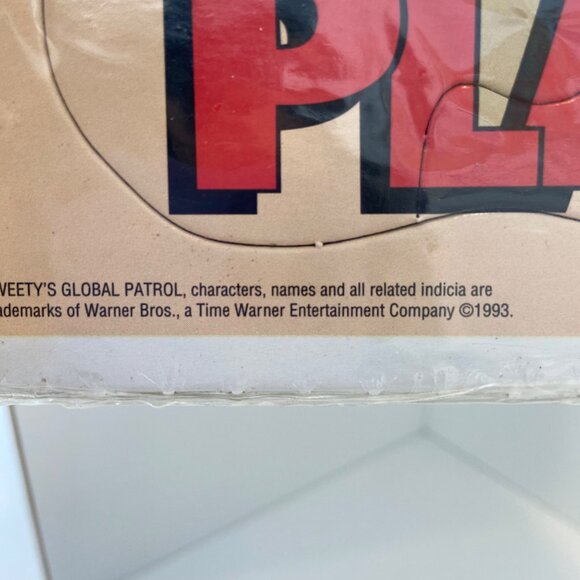 PL
WEETY'S GLOBAL PATROL, characters, names and all related indicia are
ademarks of Warner Bros., a Time Warner Entertainment Company ©1993.